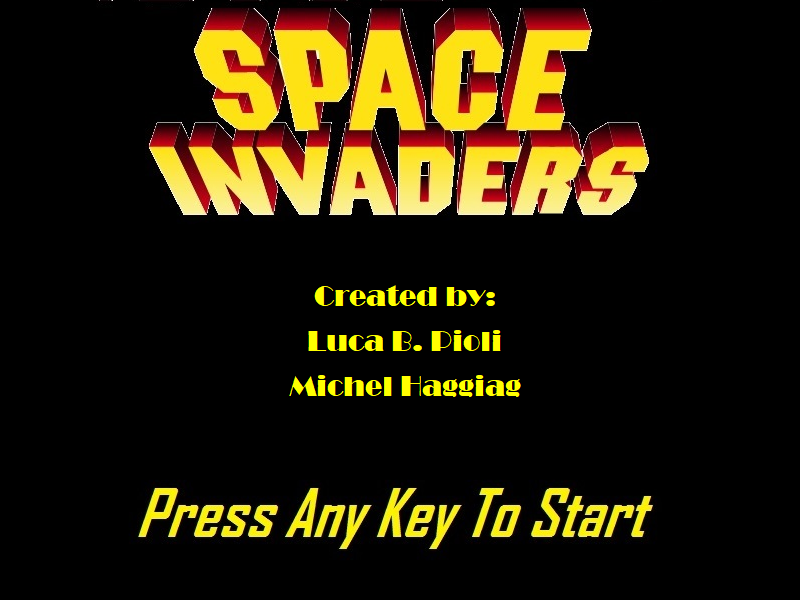 SPACE
INVADERS
Created by:
Luca B. Pioli
Michel Haggiag
Press Any Key To Start